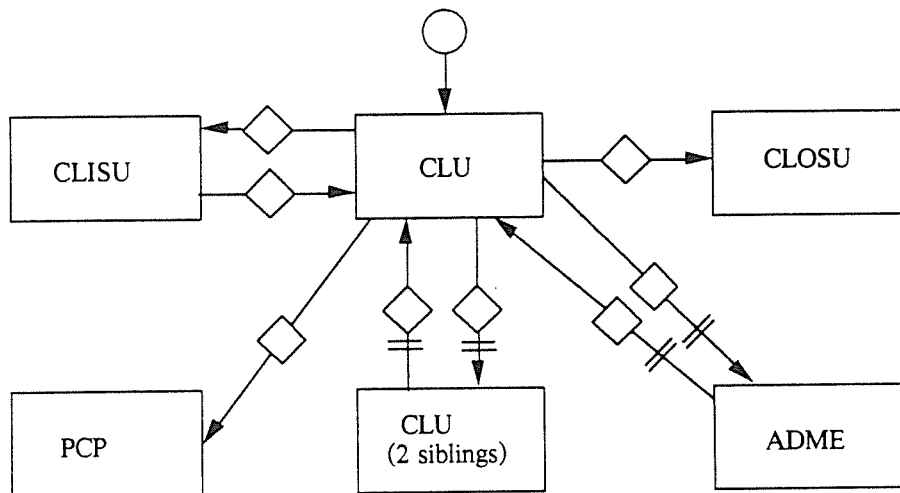 CLISU
CLU
CLOSU
PCP
CLU
(2 siblings)
ADME